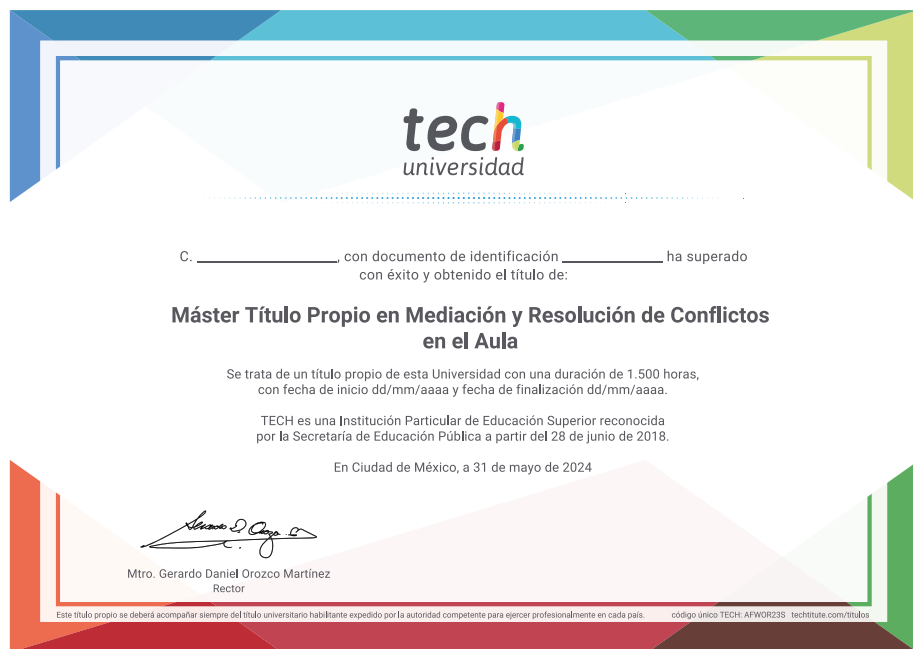 tech
universidad
C. , con documento de identificación ha superado
con éxito y obtenido el título de:
Máster Título Propio en Mediación y Resolución de Conflictos
en el Aula
Se trata de un título propio de esta Universidad con una duración de 1.500 horas,
con fecha de inicio dd/mm/aaaa y fecha de finalización dd/mm/aaaa.
TECH es una Institución Particular de Educación Superior reconocida
por la Secretaría de Educación Pública a partir del 28 de junio de 2018.
En Ciudad de México, a 31 de mayo de 2024
Mtro. Gerardo Daniel Orozco Martínez
Rector
Este título propio se deberá acompañar siempre del título universitario habilitante expedido por la autoridad competente para ejercer profesionalmente en cada país. código único TECH: AFWOR23S techtitute.com/titulos